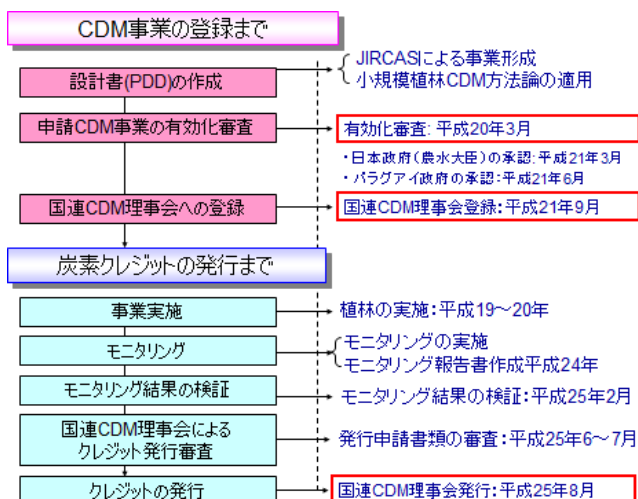 CDM事業の登録まで
設計書(PDD)の作成
JIRCASによる事業形成
小規模植林CDM方法論の適用
申請CDM事業の有効化審査
有効化審査:平成20年3月
・日本政府(農水大臣)の承認:平成21年3月
・パラグアイ政府の承認:平成21年6月
国連CDM理事会への登録
国連CDM理事会登録:平成21年9月
炭素クレジットの発行まで
事業実施
植林の実施:平成19～20年
モニタリング
モニタリングの実施
モニタリング報告書作成平成24年
モニタリング結果の検証
モニタリング結果の検証:平成25年2月
国連CDM理事会による
クレジット発行審査
発行申請書類の審査:平成25年6～7月
クレジットの発行
国連CDM理事会発行:平成25年8月